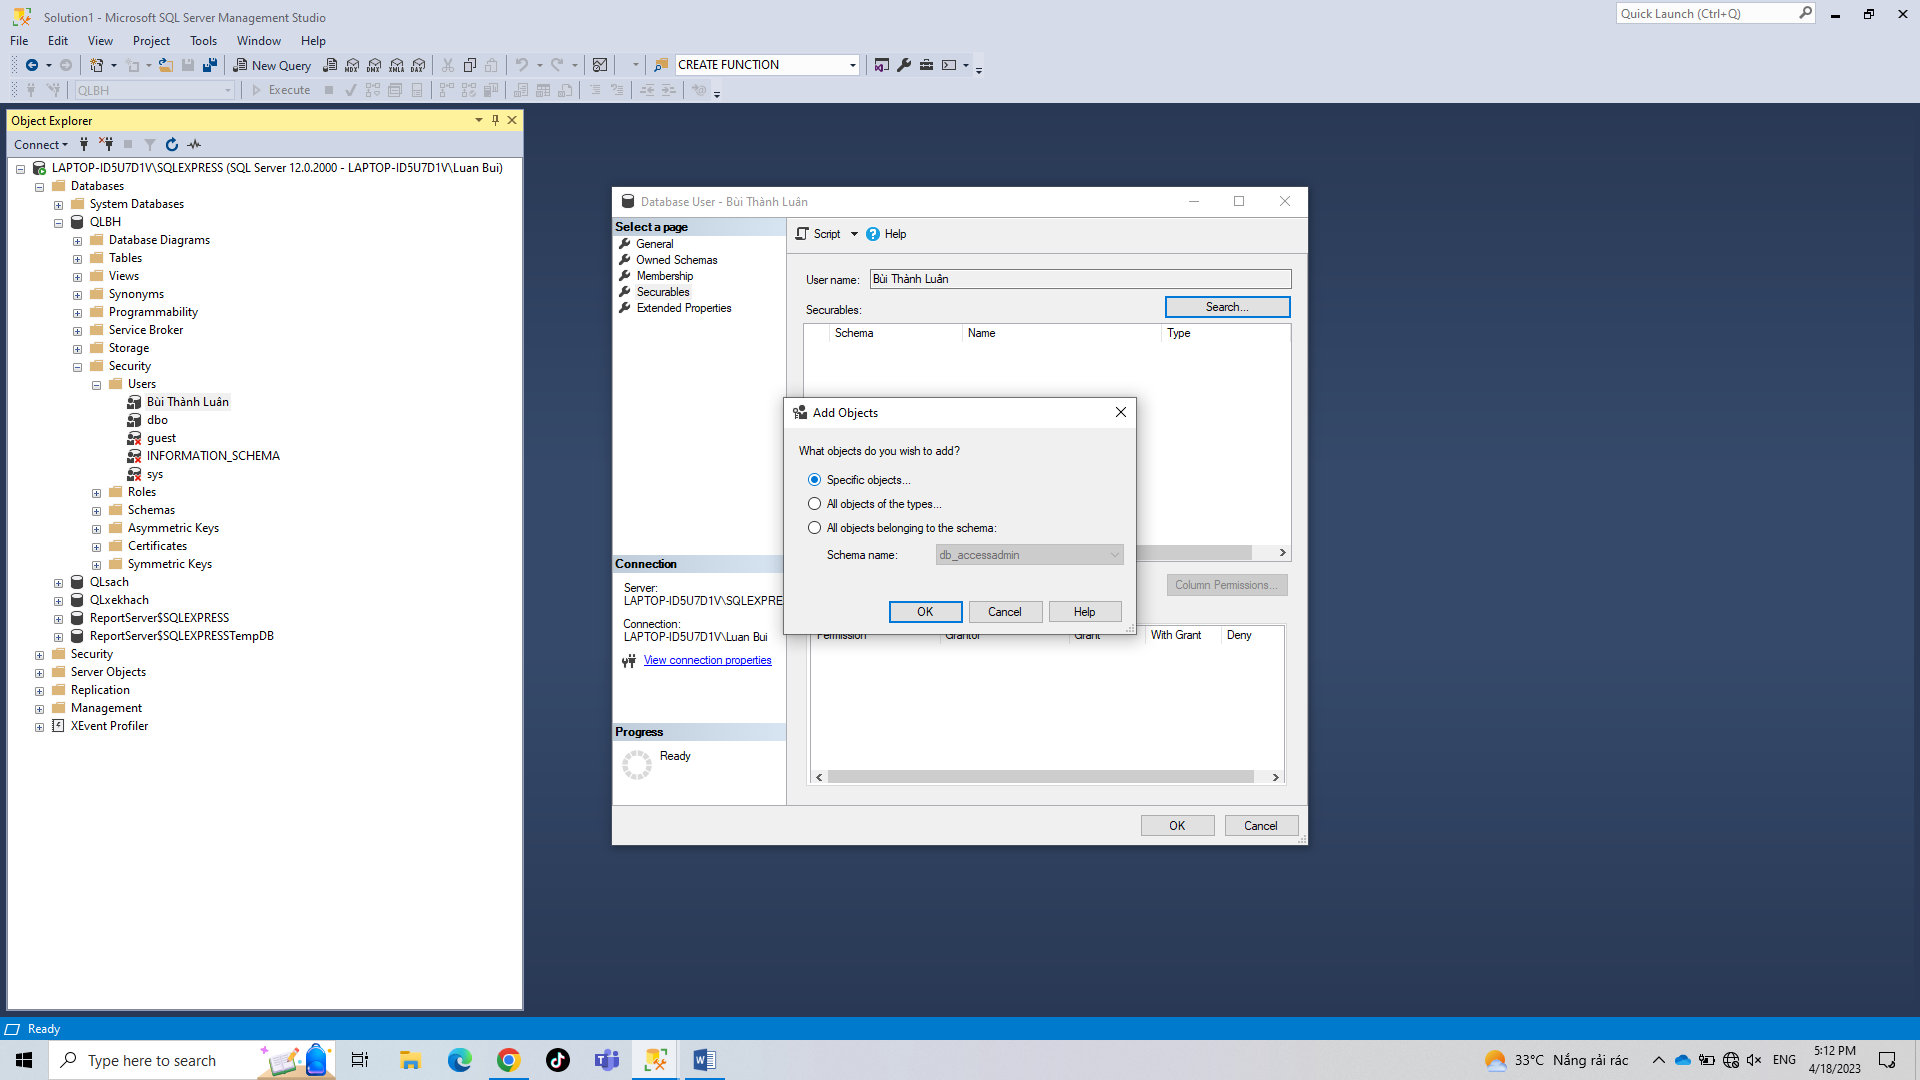 Solution1 - Microsoft SQL Server Management Studio
Quick Launch (Ctrl+Q)
File Edit View Project Tools Window Help
New Query MDX DMX XMLA DAX CREATE FUNCTION
QLBH Execute
Object Explorer
Connect
LAPTOP-ID5U7D1V\SQLEXPRESS (SQL Server 12.0.2000 - LAPTOP-ID5U7D1V\Luan Bui)
Databases
System Databases
QLBH
Database Diagrams
Tables
Views
Synonyms
Programmability
Service Broker
Storage
Security
Users
Bùi Thành Luân
dbo
guest
INFORMATION_SCHEMA
sys
Roles
Schemas
Asymmetric Keys
Certificates
Symmetric Keys
QLsach
QLxekhach
ReportServer$SQLEXPRESS
ReportServer$SQLEXPRESSTempDB
Security
Server Objects
Replication
Management
XEvent Profiler
Database User - Bùi Thành Luân
Select a page
General
Owned Schemas
Membership
Securables
Extended Properties
Script Help
User name: Bùi Thành Luân
Securables: Search...
Schema Name Type
Add Objects
What objects do you wish to add?
Specific objects...
All objects of the types...
All objects belonging to the schema:
Schema name: db_accessadmin
OK Cancel Help
Column Permissions...
Permission Grantor Grant With Grant Deny
Connection
Server:
LAPTOP-ID5U7D1V\SQLEXPRE
Connection:
LAPTOP-ID5U7D1V\Luan Bui
View connection properties
Progress
Ready
OK Cancel
Ready
Type here to search
33°C Nắng rải rác
ENG
5:12 PM
4/18/2023